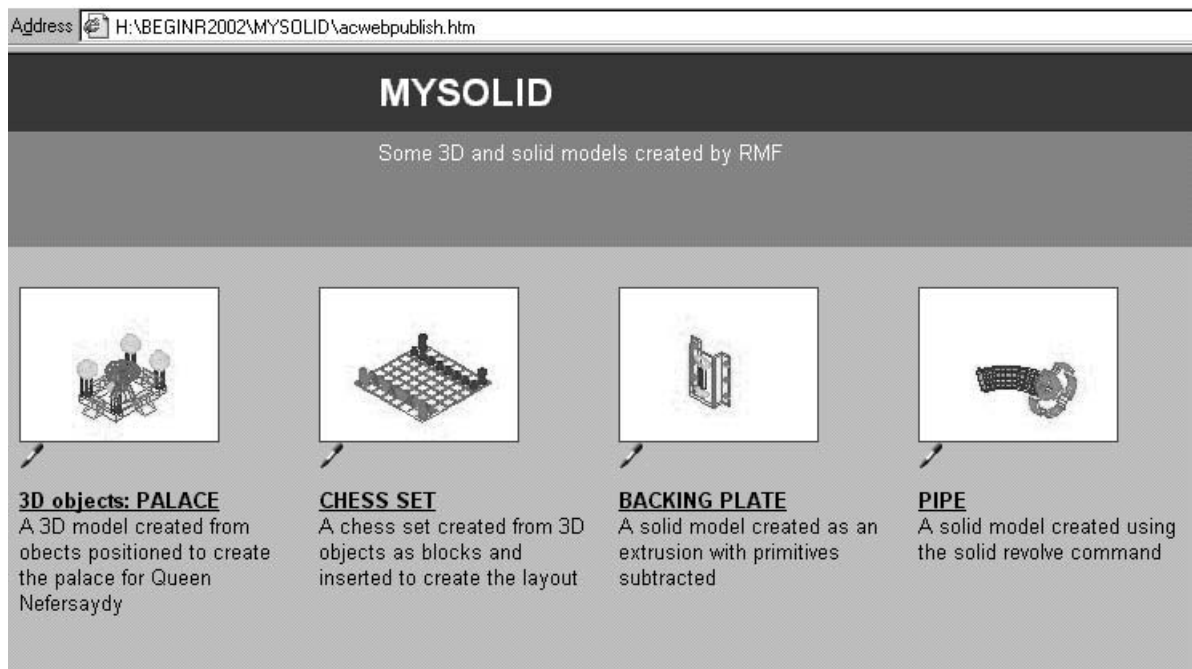 Address H:\BEGINR2002\MYSOLID\acwebpublish.htm
MYSOLID
Some 3D and solid models created by RMF
3D objects: PALACE
A 3D model created from
obects positioned to create
the palace for Queen
Nefersaydy
CHESS SET
A chess set created from 3D
objects as blocks and
inserted to create the layout
BACKING PLATE
A solid model created as an
extrusion with primitives
subtracted
PIPE
A solid model created using
the solid revolve command